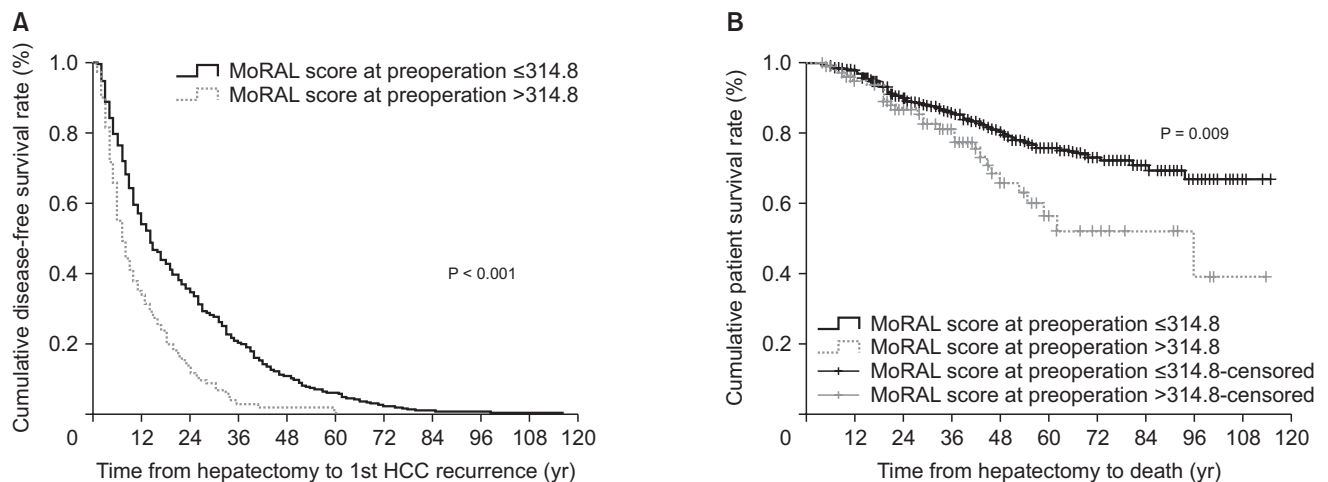 A
Cumulative disease-free survival rate (%)
1.0
0.8
0.6
0.4
0.2
MoRAL score at preoperation ≤314.8
MoRAL score at preoperation >314.8
P < 0.001
0 12 24 36 48 60 72 84 96 108 120
Time from hepatectomy to 1st HCC recurrence (yr)
B
Cumulative patient survival rate (%)
1.0
0.8
0.6
0.4
0.2
P = 0.009
MoRAL score at preoperation ≤314.8
MoRAL score at preoperation >314.8
MoRAL score at preoperation ≤314.8-censored
MoRAL score at preoperation >314.8-censored
0 12 24 36 48 60 72 84 96 108 120
Time from hepatectomy to death (yr)